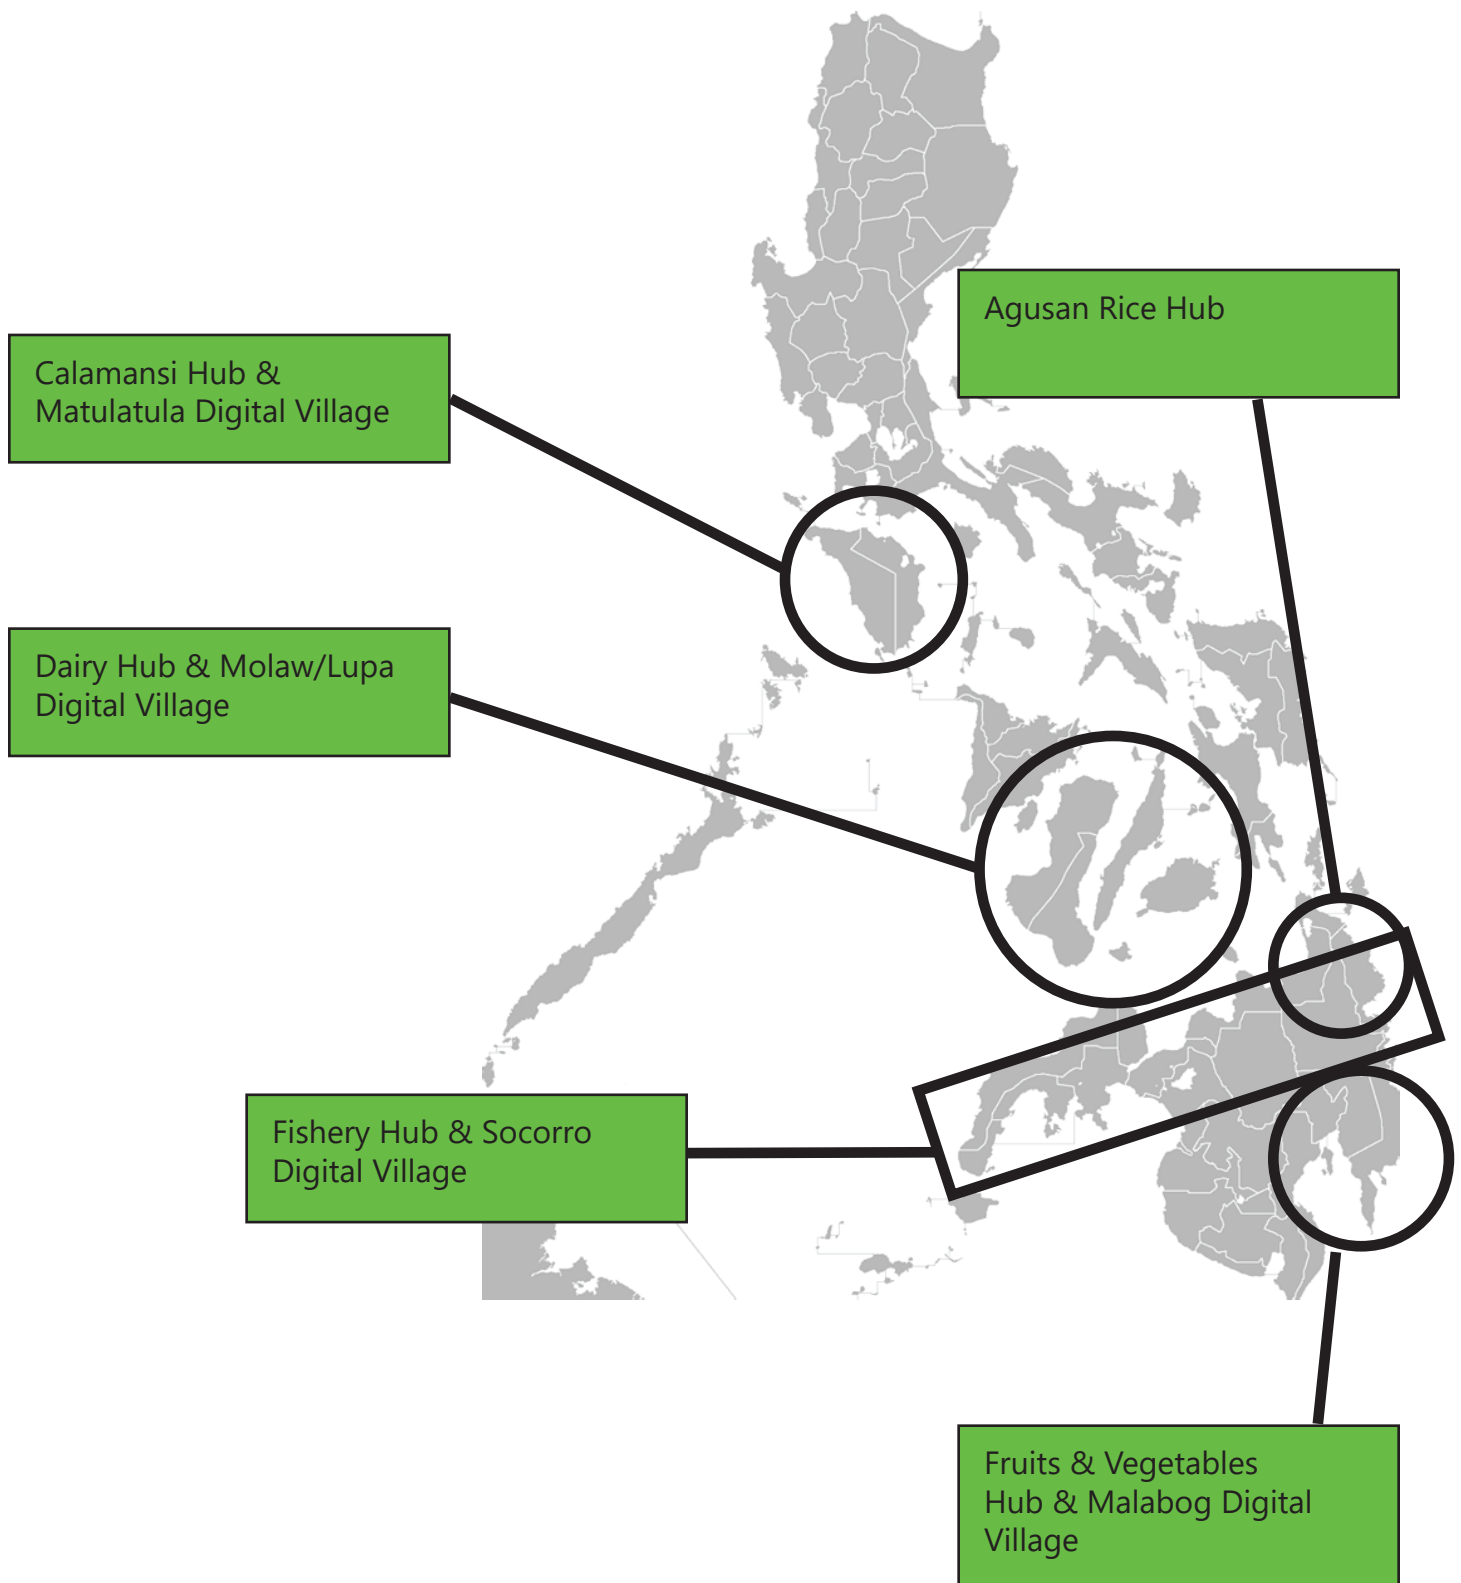 Agusan Rice Hub
Calamansi Hub &
Matulatula Digital Village
Dairy Hub & Molaw/Lupa
Digital Village
Fishery Hub & Socorro
Digital Village
Fruits & Vegetables
Hub & Malabog Digital
Village